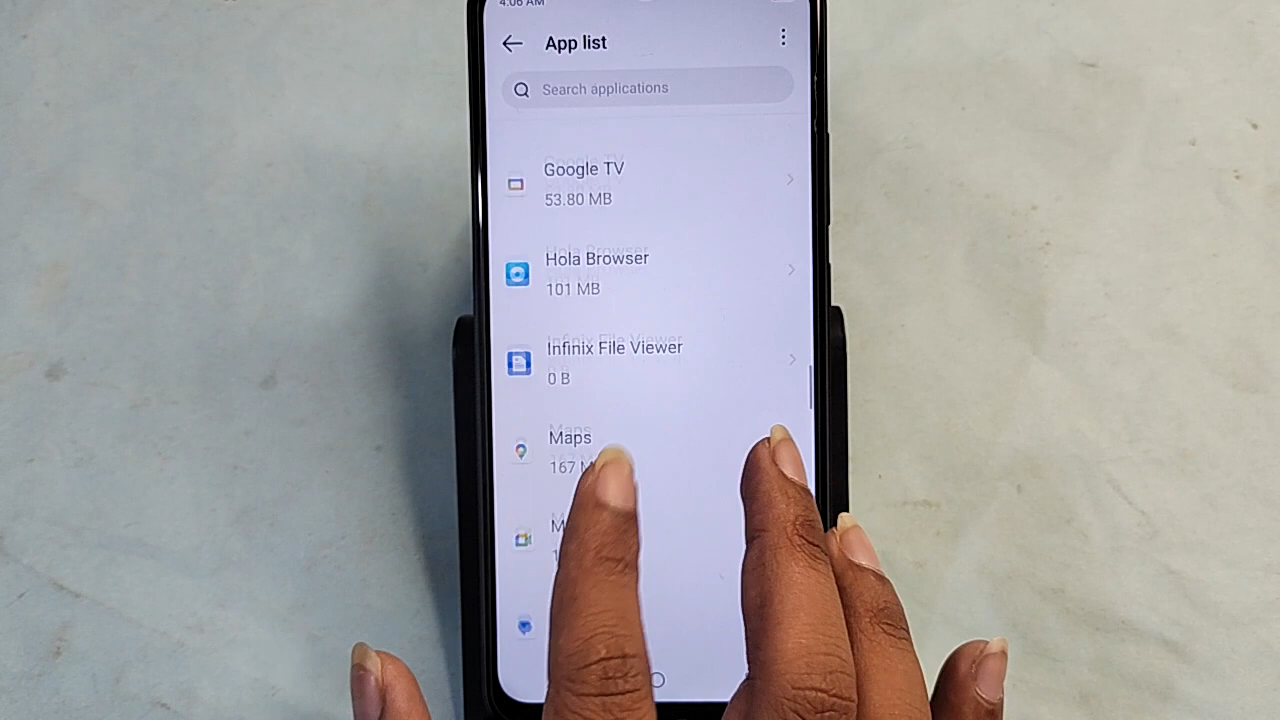 4:06 AM
App list
Search applications
Google TV
53.80 MB
Hola Browser
101 MB
Infinix File Viewer
0 B
Maps
167 M
M
1